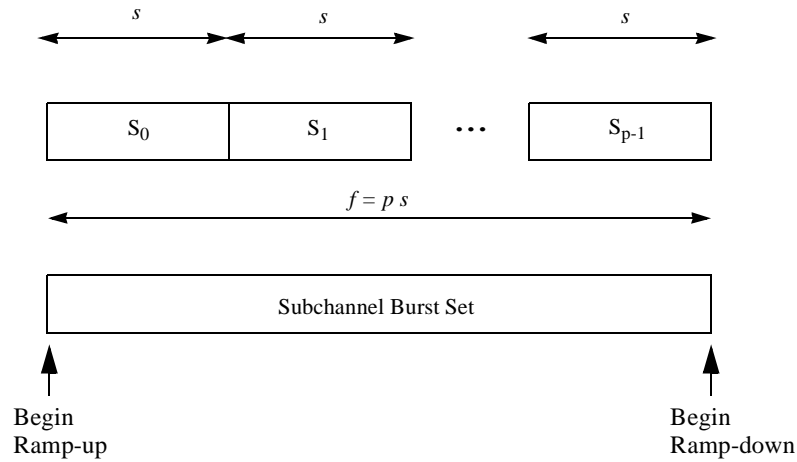 s s s
S0 S1 ... Sp-1
f = p s
Subchannel Burst Set
Begin Begin
Ramp-up Ramp-down